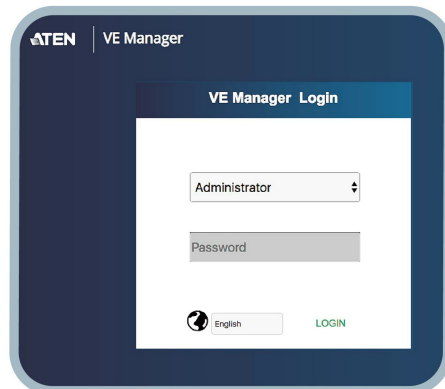 ATEN VE Manager
VE Manager Login
Administrator
Password
English LOGIN